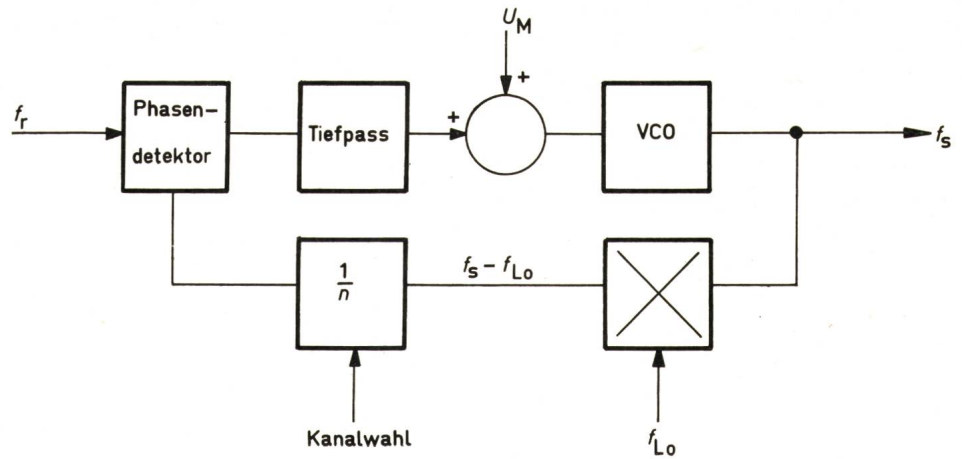 U_M
+
f_r
Phasen-
detektor
Tiefpass
+
VCO
f_s
1
n
f_s – f_Lo
Kanalwahl
f_Lo